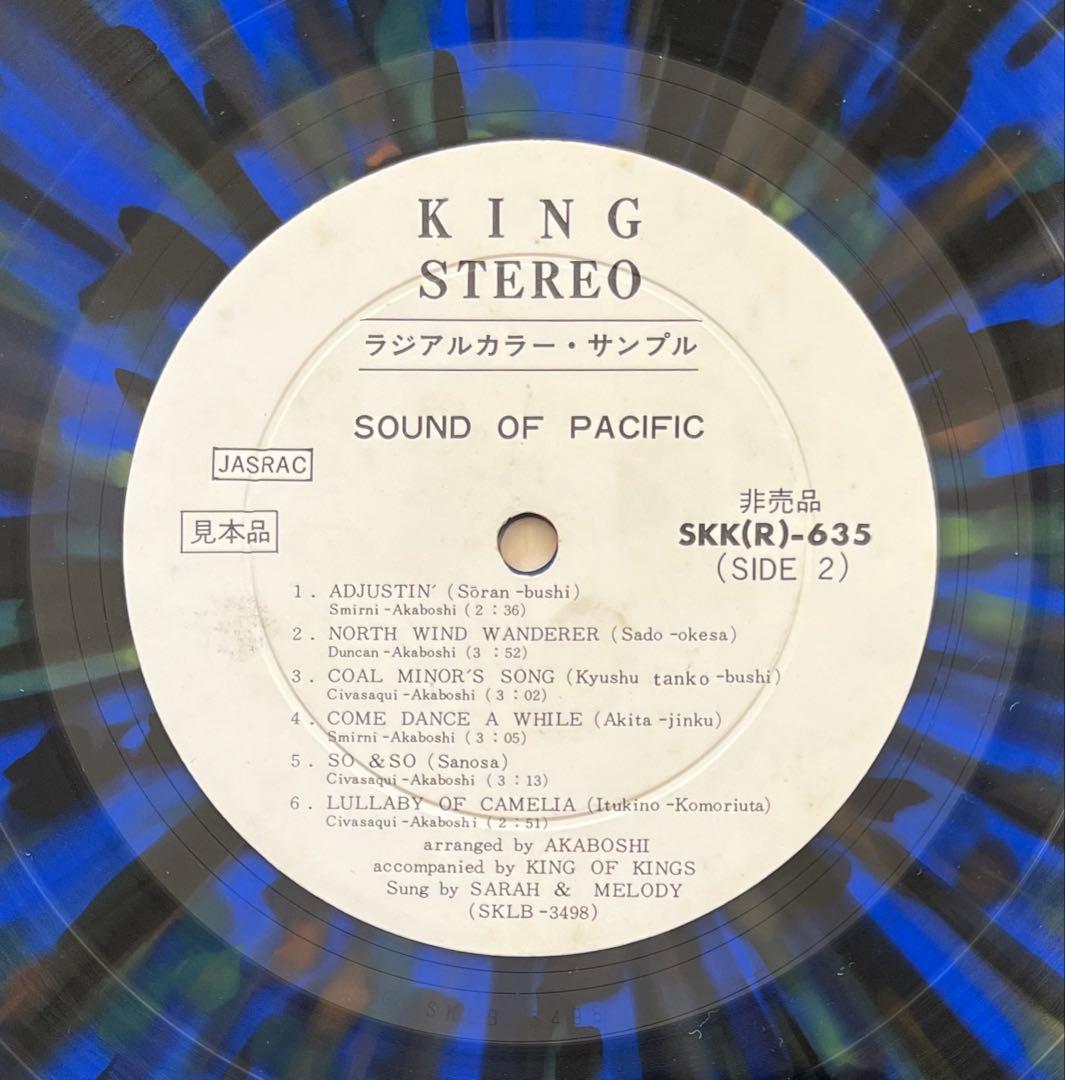 KING
STEREO
ラジアルカラー・サンプル
SOUND OF PACIFIC
JASRAC
見本品
非売品
SKK(R)-635
(SIDE 2)
1. ADJUSTIN' (Sōran-bushi)
Smirni-Akaboshi (2:36)
2. NORTH WIND WANDERER (Sado-okesa)
Duncan-Akaboshi (3:52)
3. COAL MINOR'S SONG (Kyushu tanko-bushi)
Civasaqui-Akaboshi (3:02)
4. COME DANCE A WHILE (Akita-jinku)
Smirni-Akaboshi (3:05)
5. SO &SO (Sanosa)
Civasaqui-Akaboshi (3:13)
6. LULLABY OF CAMELIA (Itukino-Komoriuta)
Civasaqui-Akaboshi (2:51)
arranged by AKABOSHI
accompanied by KING OF KINGS
Sung by SARAH & MELODY
(SKLB-3498)
SKLB 3498